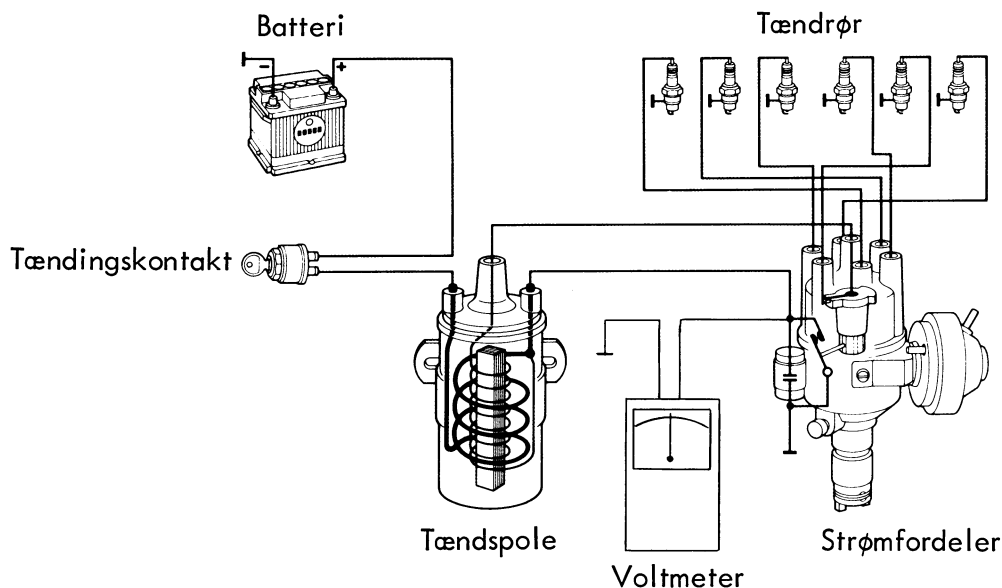 Batteri
Tændrør
– +
Tændingskontakt
Tændspole
Strømfordeler
Voltmeter